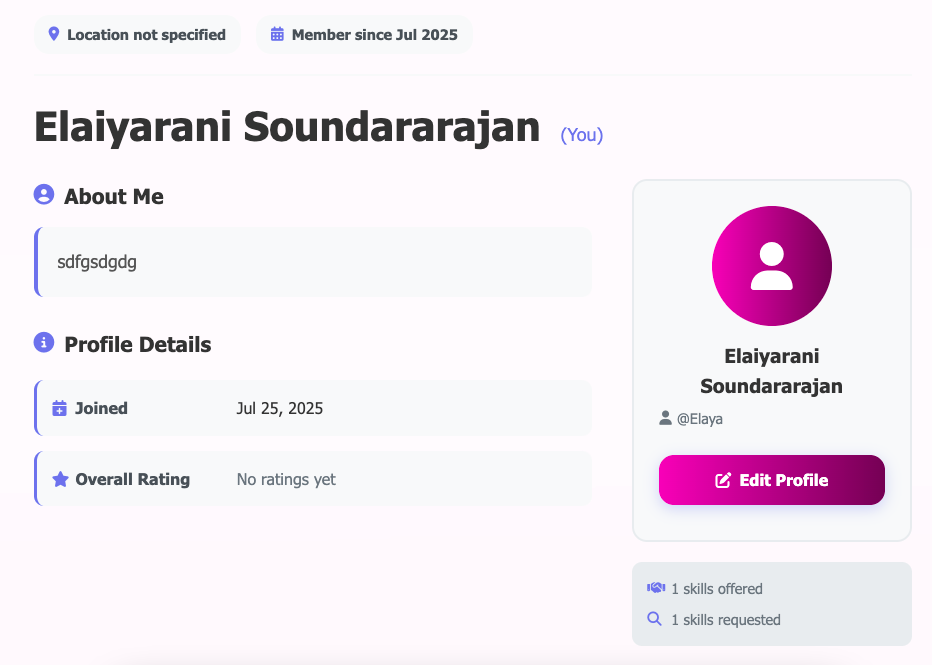 Location not specified
Member since Jul 2025
Elaiyarani Soundararajan (You)
About Me
sdfgsdgdg
Profile Details
Joined Jul 25, 2025
Overall Rating No ratings yet
Elaiyarani
Soundararajan
@Elaya
Edit Profile
1 skills offered
1 skills requested